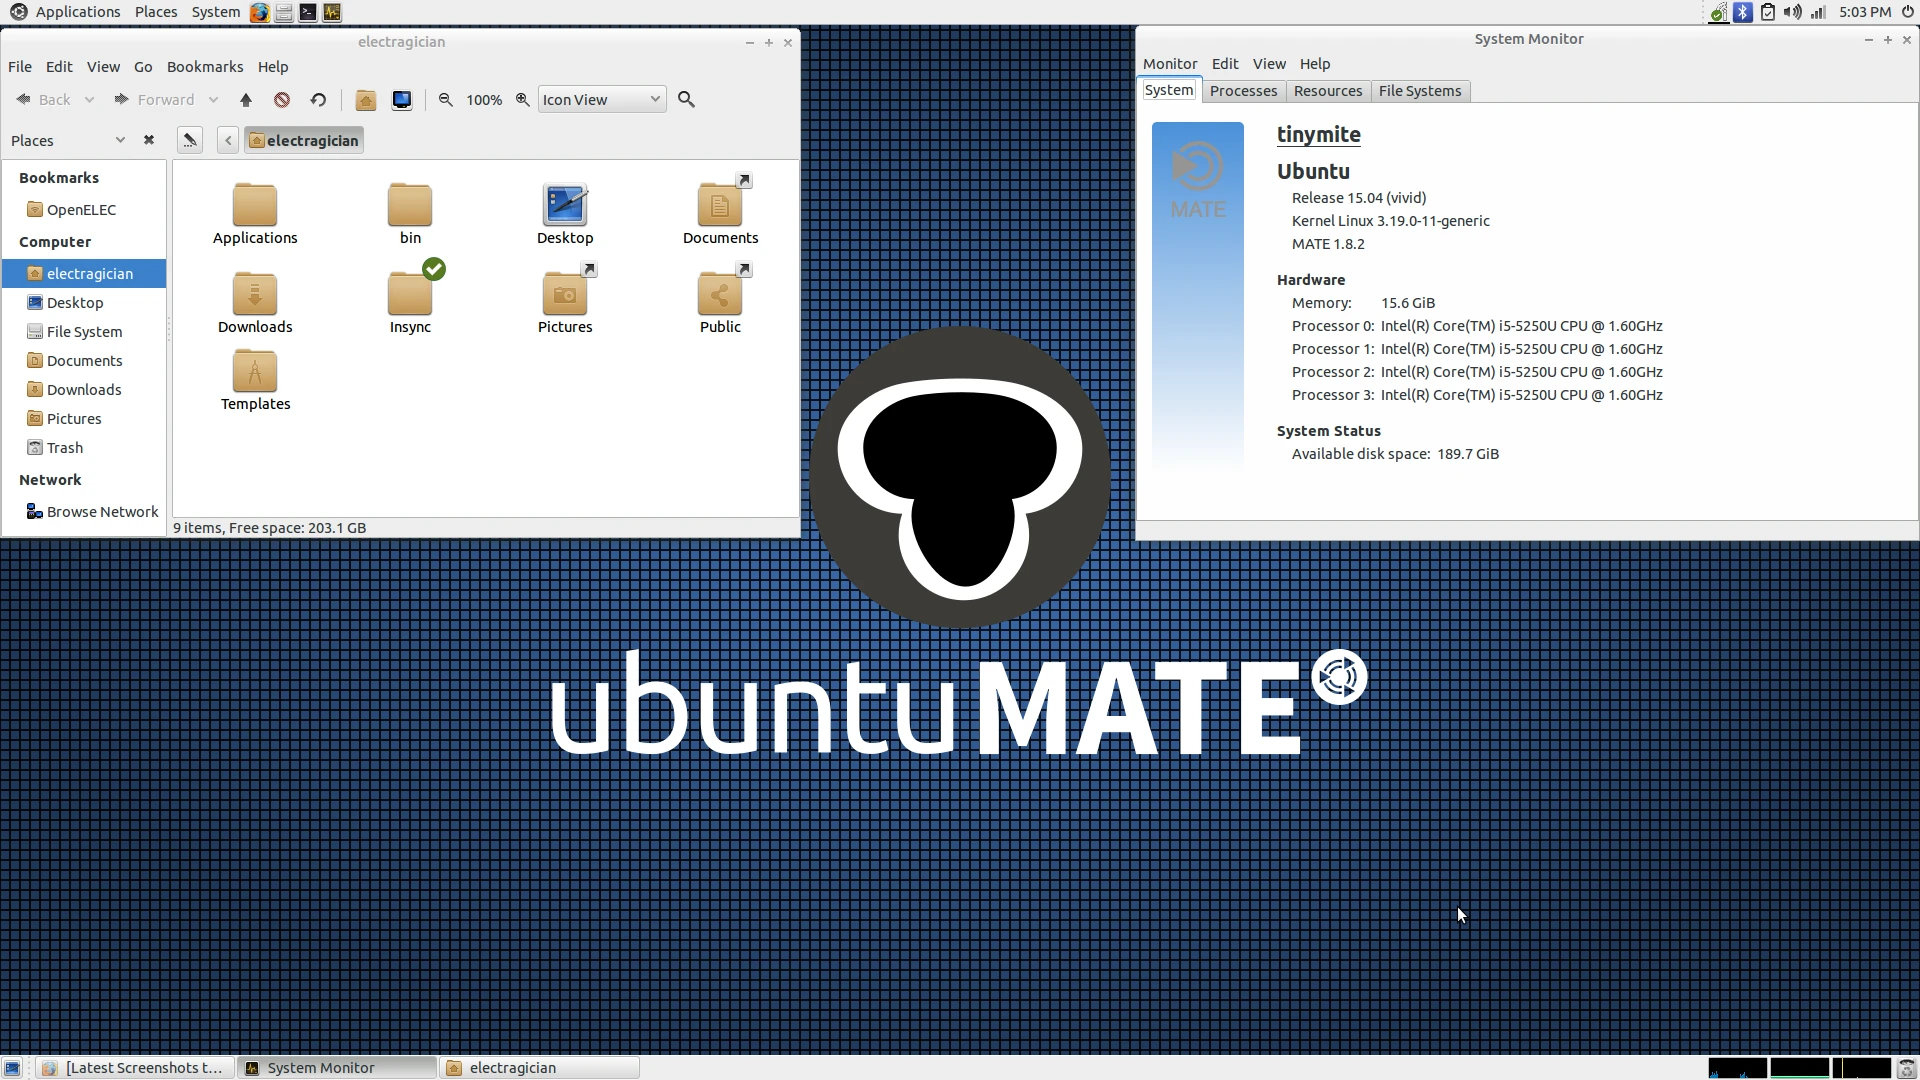 Applications Places System 5:03 PM
electragician
File Edit View Go Bookmarks Help
Back Forward 100% Icon View
Places electragician
Bookmarks
OpenELEC
Computer
electragician
Desktop
File System
Documents
Downloads
Pictures
Trash
Network
Browse Network
Applications bin Desktop Documents
Downloads Insync Pictures Public
Templates
9 items, Free space: 203.1 GB
System Monitor
Monitor Edit View Help
System Processes Resources File Systems
MATE
tinymite
Ubuntu
Release 15.04 (vivid)
Kernel Linux 3.19.0-11-generic
MATE 1.8.2
Hardware
Memory: 15.6 GiB
Processor 0: Intel(R) Core(TM) i5-5250U CPU @ 1.60GHz
Processor 1: Intel(R) Core(TM) i5-5250U CPU @ 1.60GHz
Processor 2: Intel(R) Core(TM) i5-5250U CPU @ 1.60GHz
Processor 3: Intel(R) Core(TM) i5-5250U CPU @ 1.60GHz
System Status
Available disk space: 189.7 GiB
ubuntu MATE
[Latest Screenshots t... System Monitor electragician